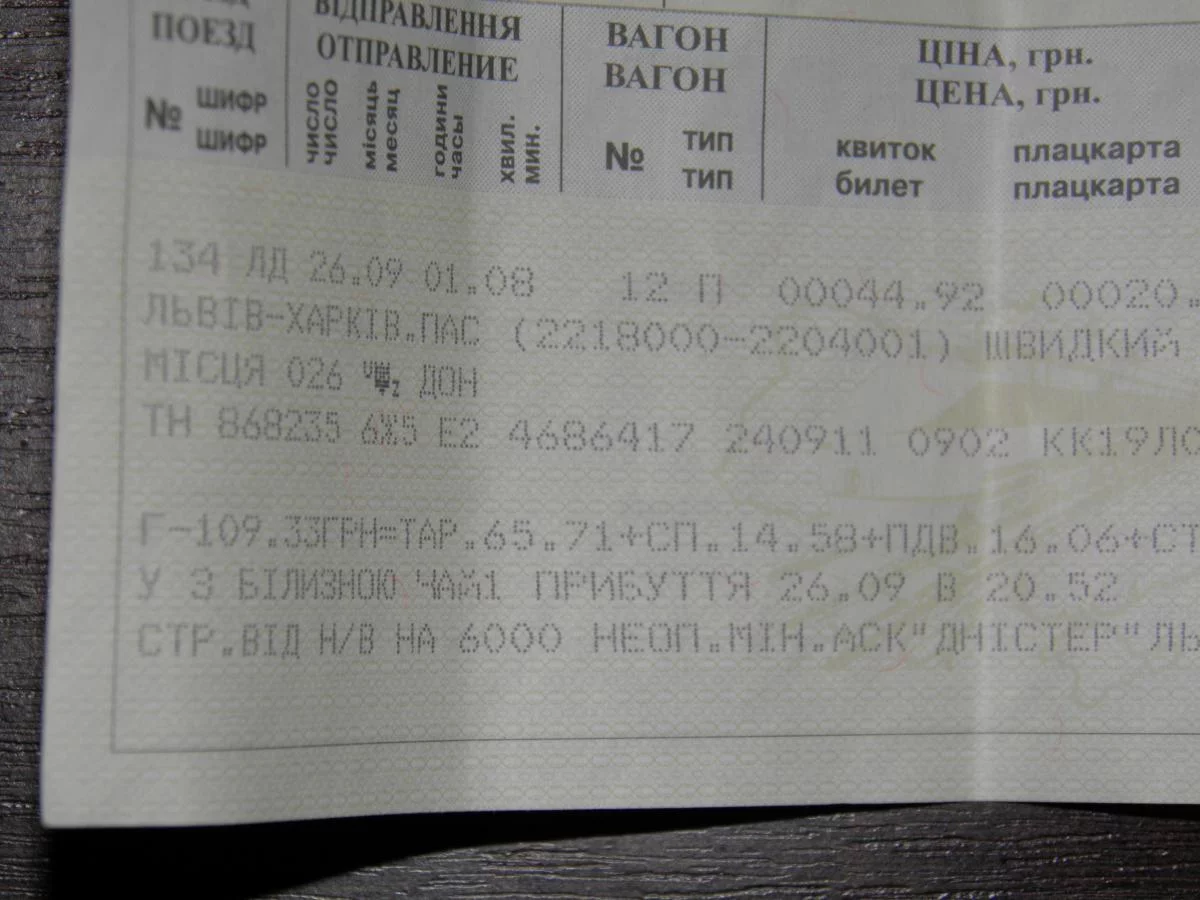 ПОЕЗД
ВІДПРАВЛЕННЯ
ОТПРАВЛЕНИЕ
ВАГОН
ВАГОН
ЦІНА, грн.
ЦЕНА, грн.
№
ШИФР
ШИФР
ЧИСЛО
ЧИСЛО
місяць
месяц
години
часы
хвил.
мин.
№
тип
тип
квиток
билет
плацкарта
плацкарта
134 ЛД 26.09 01.08 12 П 00044.92 00020.
ЛЬВІВ-ХАРКІВ.ПАС (2218000-2204001) ШВИДКИЙ
МІСЦЯ 026 ДОН
ТН 868235 Е2 4686417 240911 0902
Г-109.33ГРН=ТАР.65.71+СП.14.58+ПДВ.16.06+СТ
У З БІЛИЗНОЮ ЧАЙ1 ПРИБУТТЯ 26.09 В 20.52
СТР.ВІД Н/В НА 6000 НЕОП.МІН.АСК"ДНІСТЕР"ЛЬ